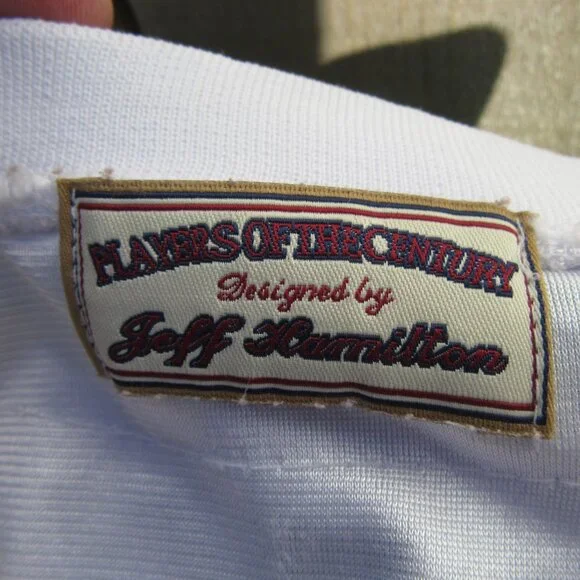 PLAYERS OF THE CENTURY
Designed by
Jeff Hamilton